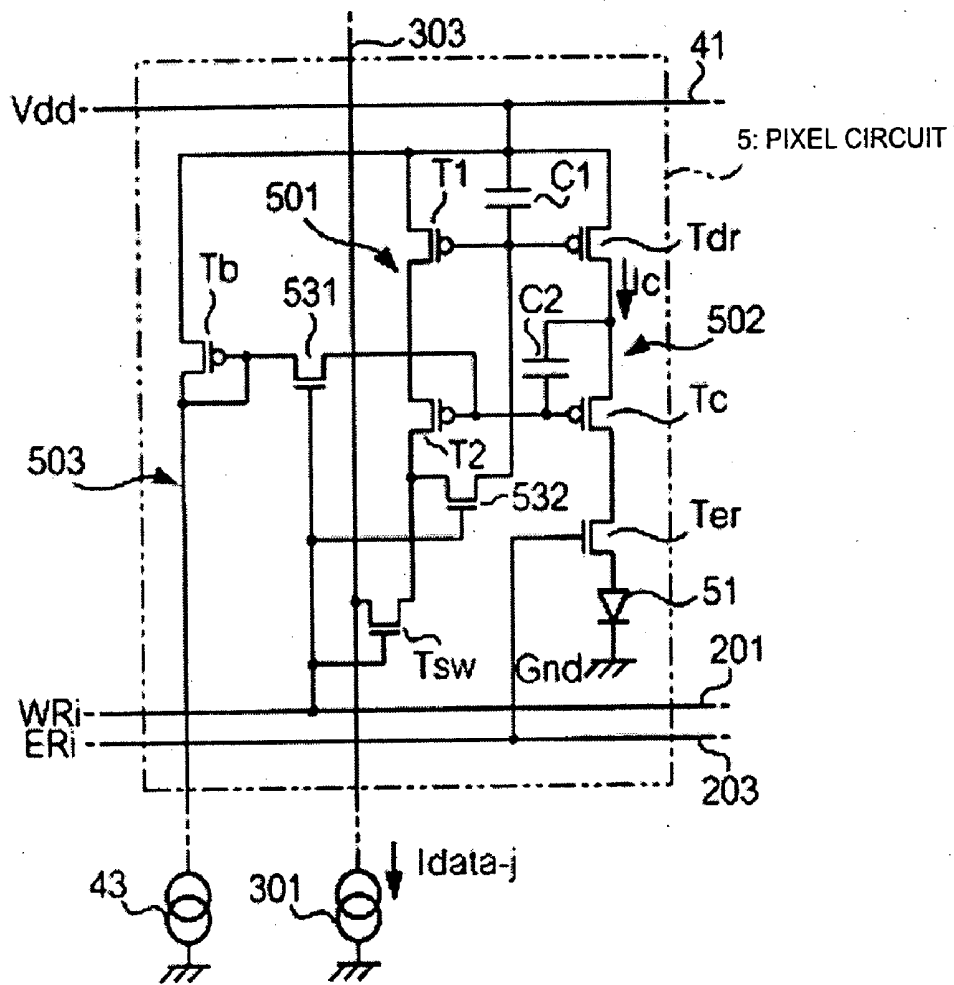 303
41
Vdd
5: PIXEL CIRCUIT
T1
C1
501
Tdr
Tb
531
Ic
C2
502
Tc
T2
503
532
Ter
51
Tsw
Gnd
201
WRi
ERi
203
Idata-j
43
301